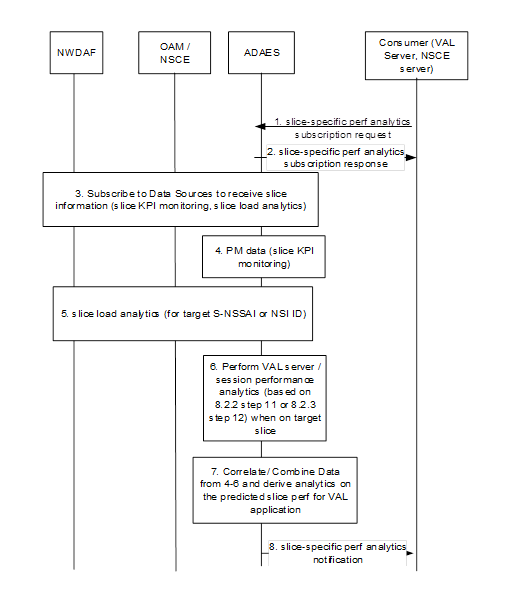 NWDAF
OAM /
NSCE
ADAES
Consumer (VAL
Server, NSCE
server)
1. slice-specific perf analytics
subscription request
2. slice-specific perf analytics
subscription response
3. Subscribe to Data Sources to receive slice
information (slice KPI monitoring, slice load analytics)
4. PM data (slice KPI
monitoring)
5. slice load analytics (for target S-NSSAI or NSI ID)
6. Perform VAL server /
session performance
analytics (based on
8.2.2 step 11 or 8.2.3
step 12) when on target
slice
7. Correlate/ Combine Data
from 4-6 and derive analytics on
the predicted slice perf for VAL
application
8. slice-specific perf analytics
notification